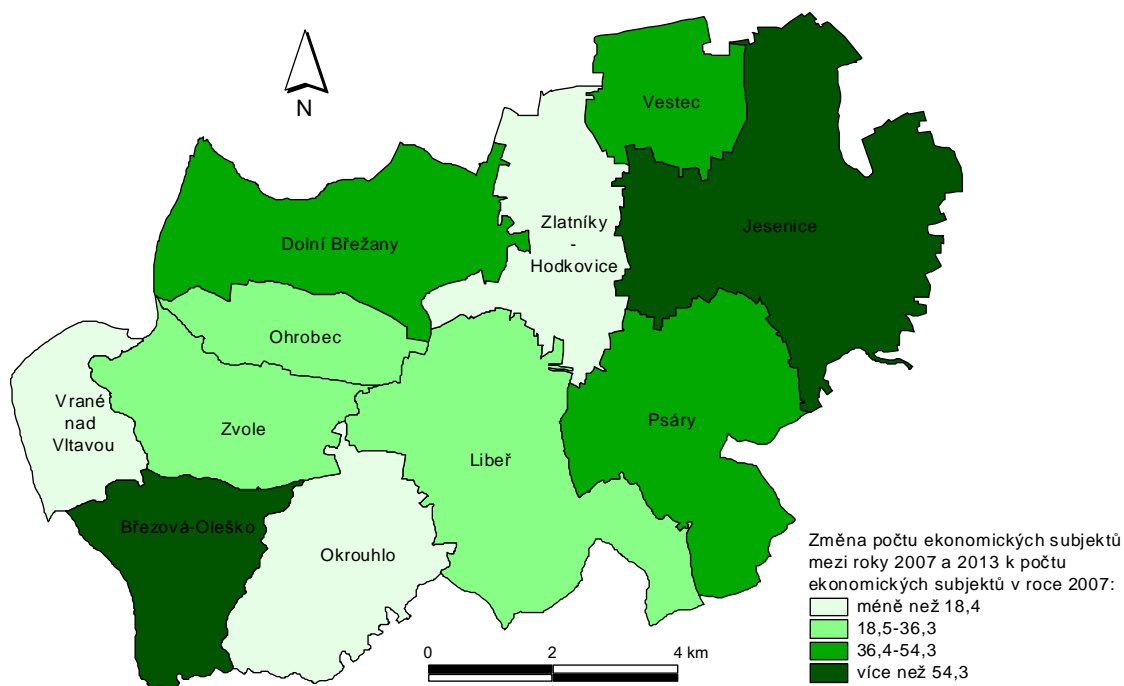 N
Vestec
Zlatníky
-
Hodkovice
Jesenice
Dolní Břežany
Ohrobec
Vrané
nad
Vltavou
Zvole
Psáry
Libeř
Březová-Oleško
Okrouhlo
Změna počtu ekonomických subjektů
mezi roky 2007 a 2013 k počtu
ekonomických subjektů v roce 2007:
méně než 18,4
18,5-36,3
36,4-54,3
více než 54,3
0 2 4 km